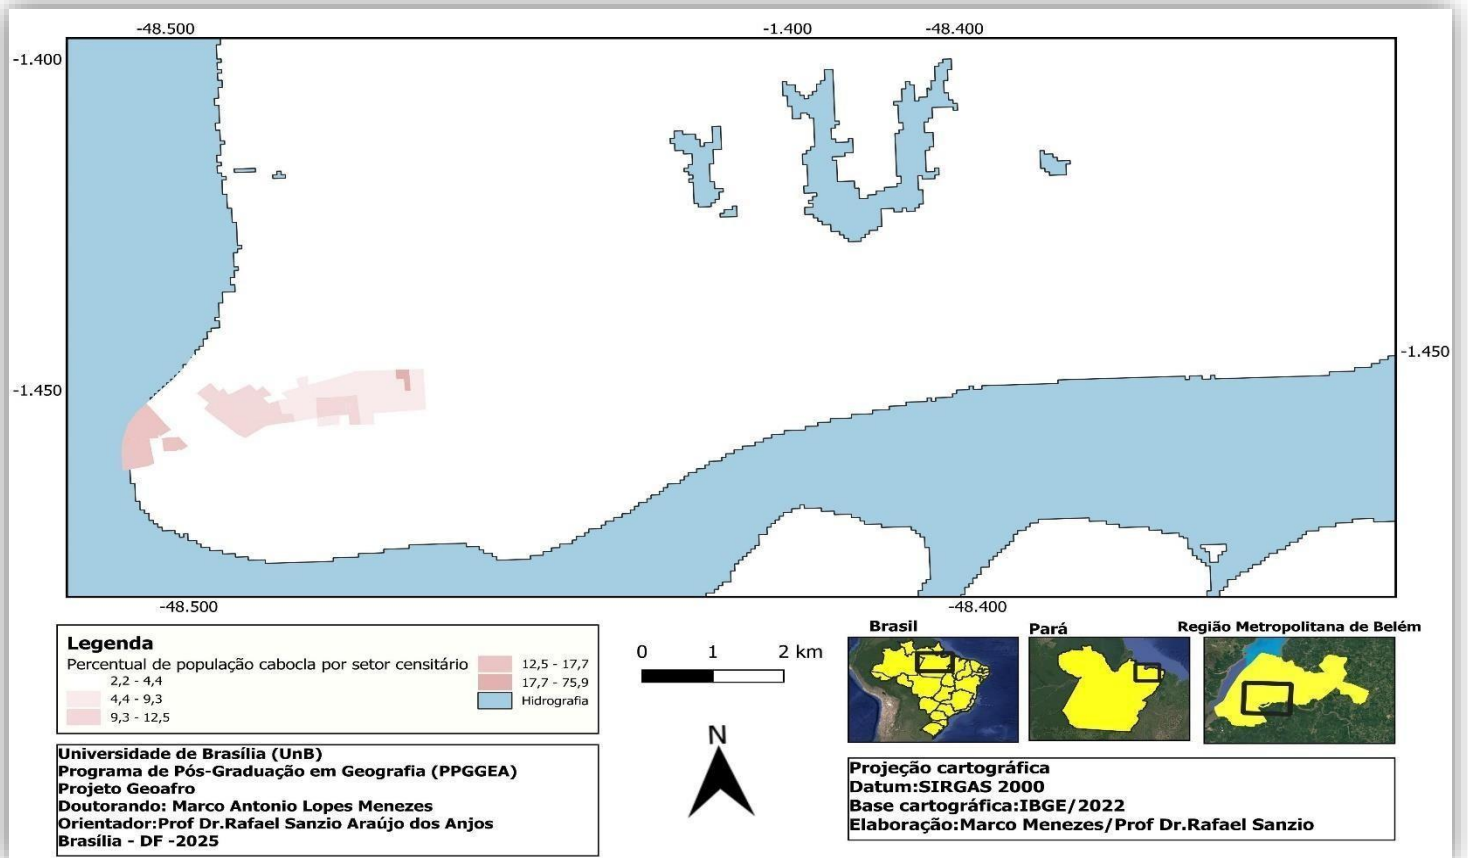 -48.500
-1.400
-48.400
-1.400
-1.450
-1.450
-48.500
-48.400
Legenda
Percentual de população cabocla por setor censitário
2,2 - 4,4
4,4 - 9,3
9,3 - 12,5
12,5 - 17,7
17,7 - 75,9
Hidrografia
0 1 2 km
N
Brasil
Pará
Região Metropolitana de Belém
Universidade de Brasília (UnB)
Programa de Pós-Graduação em Geografia (PPGGEA)
Projeto Geoafro
Doutorando: Marco Antonio Lopes Menezes
Orientador:Prof Dr.Rafael Sanzio Araújo dos Anjos
Brasília - DF -2025
Projeção cartográfica
Datum:SIRGAS 2000
Base cartográfica:IBGE/2022
Elaboração:Marco Menezes/Prof Dr.Rafael Sanzio